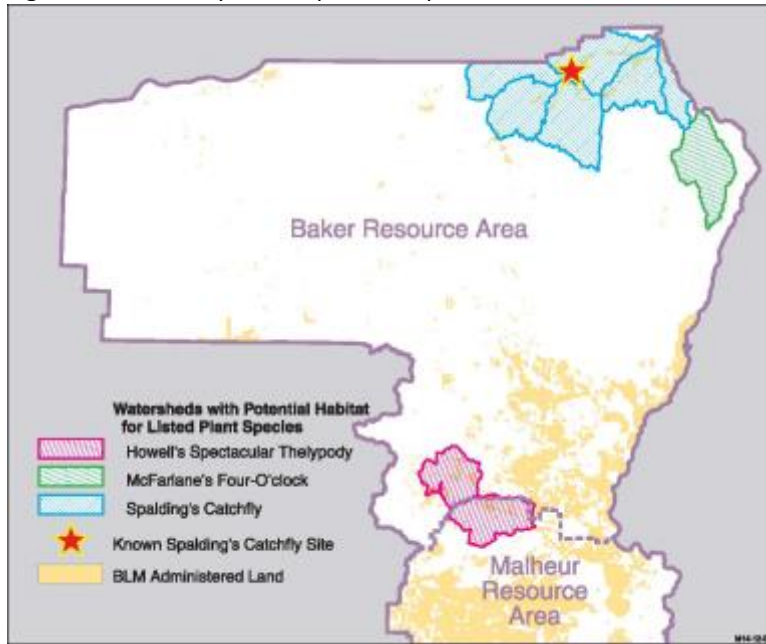 Baker Resource Area
Watersheds with Potential Habitat
for Listed Plant Species
Howell's Spectacular Thelypody
McFarlane's Four-O'clock
Spalding's Catchfly
Known Spalding's Catchfly Site
BLM Administered Land
Malheur
Resource
Area